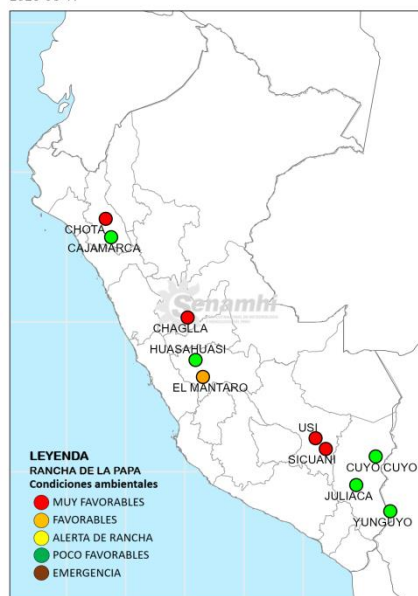 CHOTA
CAJAMARCA
Senamhi
CHAGLLA
HUASAHUASI
EL MANTARO
USI
SICUANI
CUYO CUYO
JULIACA
YUNGUYO
LEYENDA
RANCHA DE LA PAPA
Condiciones ambientales
MUY FAVORABLES
FAVORABLES
ALERTA DE RANCHA
POCO FAVORABLES
EMERGENCIA